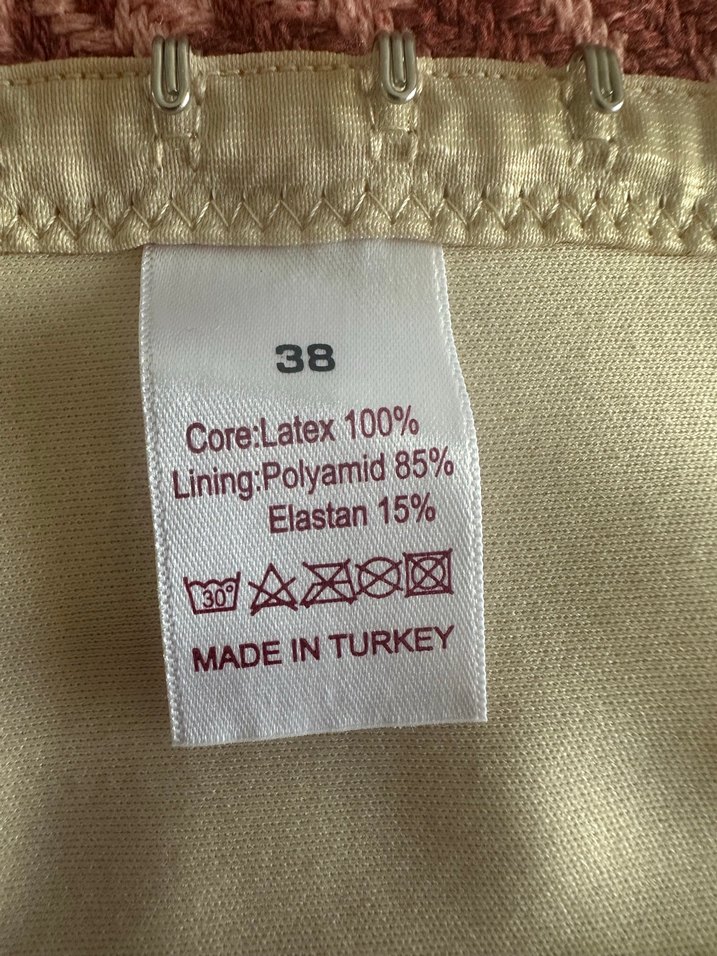 38
Core:Latex 100%
Lining:Polyamid 85%
Elastan 15%
30°
MADE IN TURKEY